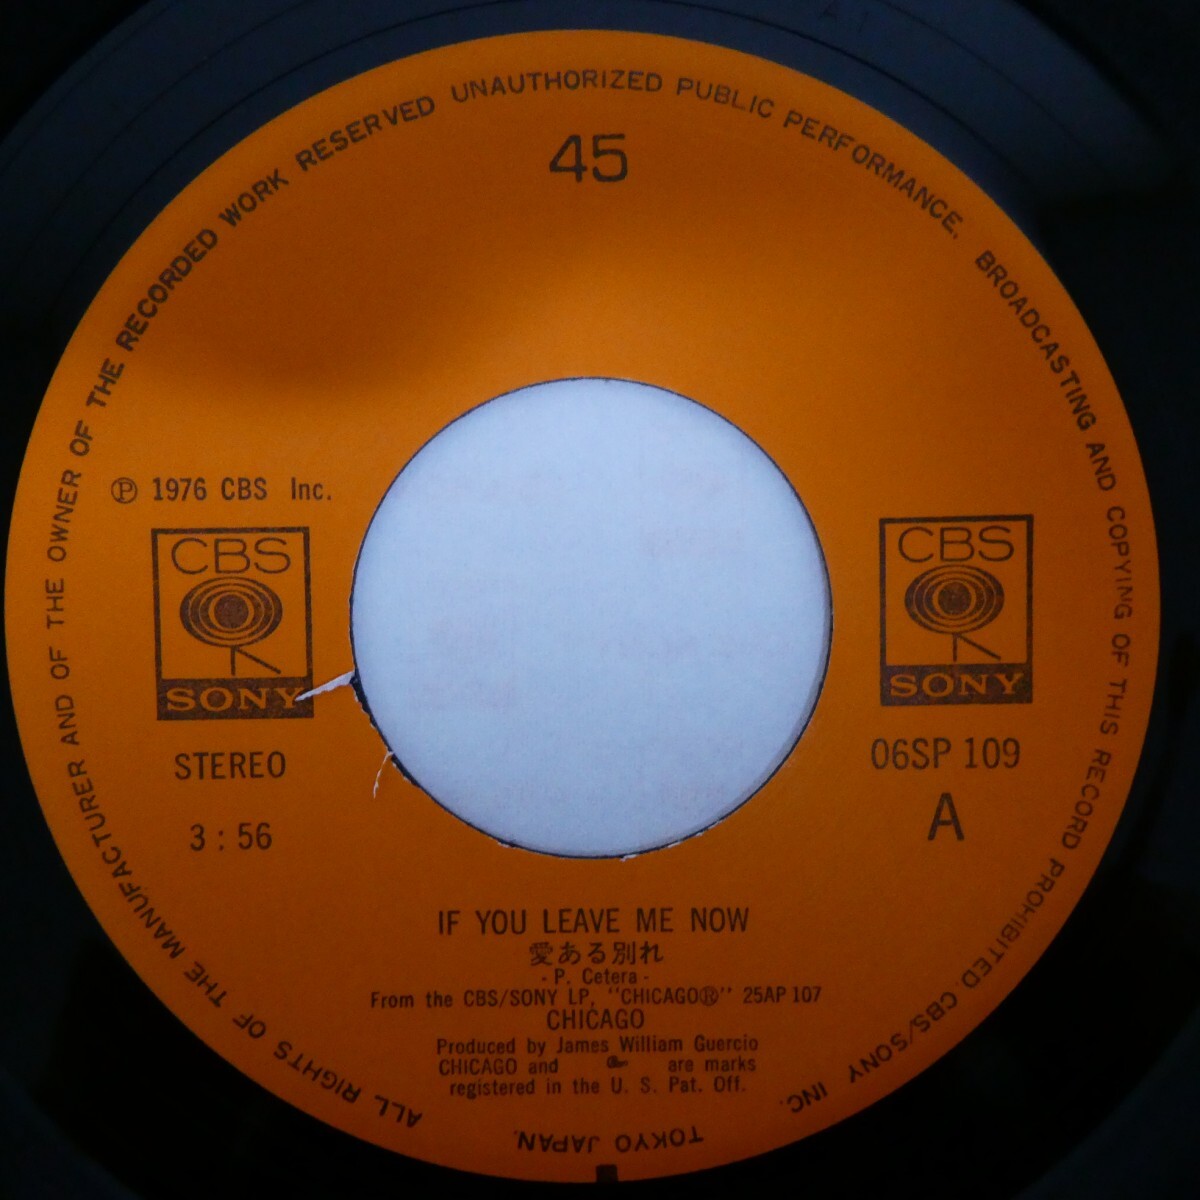 ALL RIGHTS OF THE MANUFACTURER AND OF THE OWNER OF THE RECORDED WORK RESERVED UNAUTHORIZED PUBLIC PERFORMANCE, BROADCASTING AND COPYING OF THIS RECORD PROHIBITED. CBS/SONY INC. TOKYO JAPAN.
45
Ⓟ 1976 CBS Inc.
CBS
SONY
STEREO
3:56
CBS
SONY
06SP 109
A
IF YOU LEAVE ME NOW
愛ある別れ
- P. Cetera -
From the CBS/SONY LP, "CHICAGOⓇ" 25AP 107
CHICAGO
Produced by James William Guercio
CHICAGO and are marks
registered in the U. S. Pat. Off.